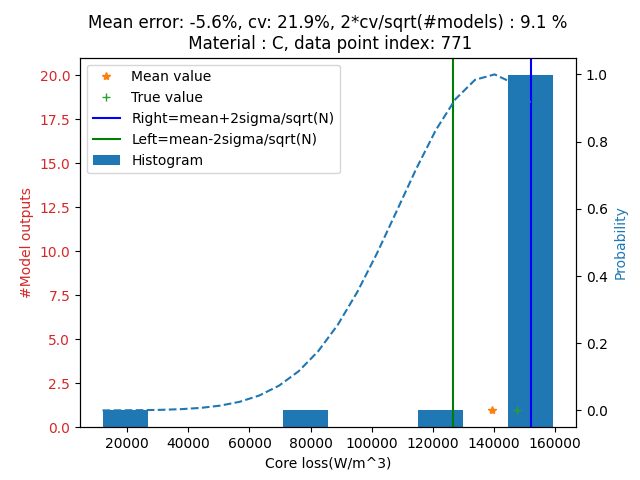 Mean error: -5.6%, cv: 21.9%, 2*cv/sqrt(#models) : 9.1 %
Material : C, data point index: 771
Mean value
True value
Right=mean+2sigma/sqrt(N)
Left=mean-2sigma/sqrt(N)
Histogram
#Model outputs
20.0
17.5
15.0
12.5
10.0
7.5
5.0
2.5
0.0
1.0
0.8
0.6
0.4
0.2
0.0
Probability
20000 40000 60000 80000 100000 120000 140000 160000
Core loss(W/m^3)